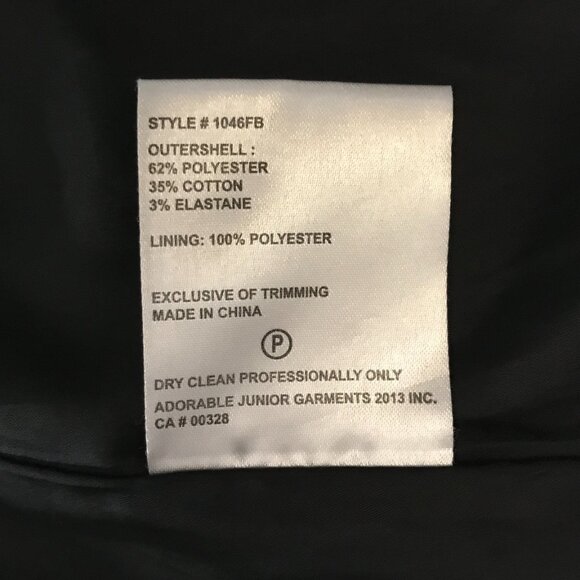 STYLE # 1046FB
OUTERSHELL :
62% POLYESTER
35% COTTON
3% ELASTANE
LINING: 100% POLYESTER
EXCLUSIVE OF TRIMMING
MADE IN CHINA
P
DRY CLEAN PROFESSIONALLY ONLY
ADORABLE JUNIOR GARMENTS 2013 INC.
CA # 00328